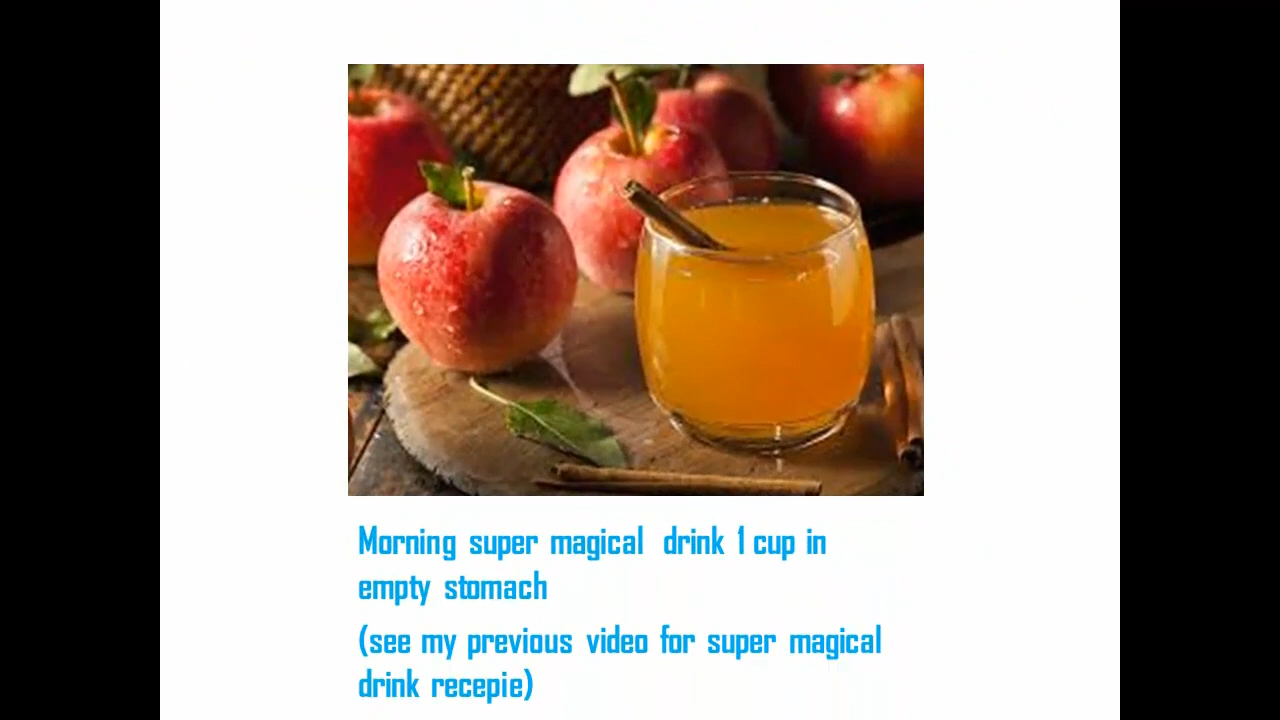 Morning super magical drink 1 cup in
empty stomach
(see my previous video for super magical
drink recepie)